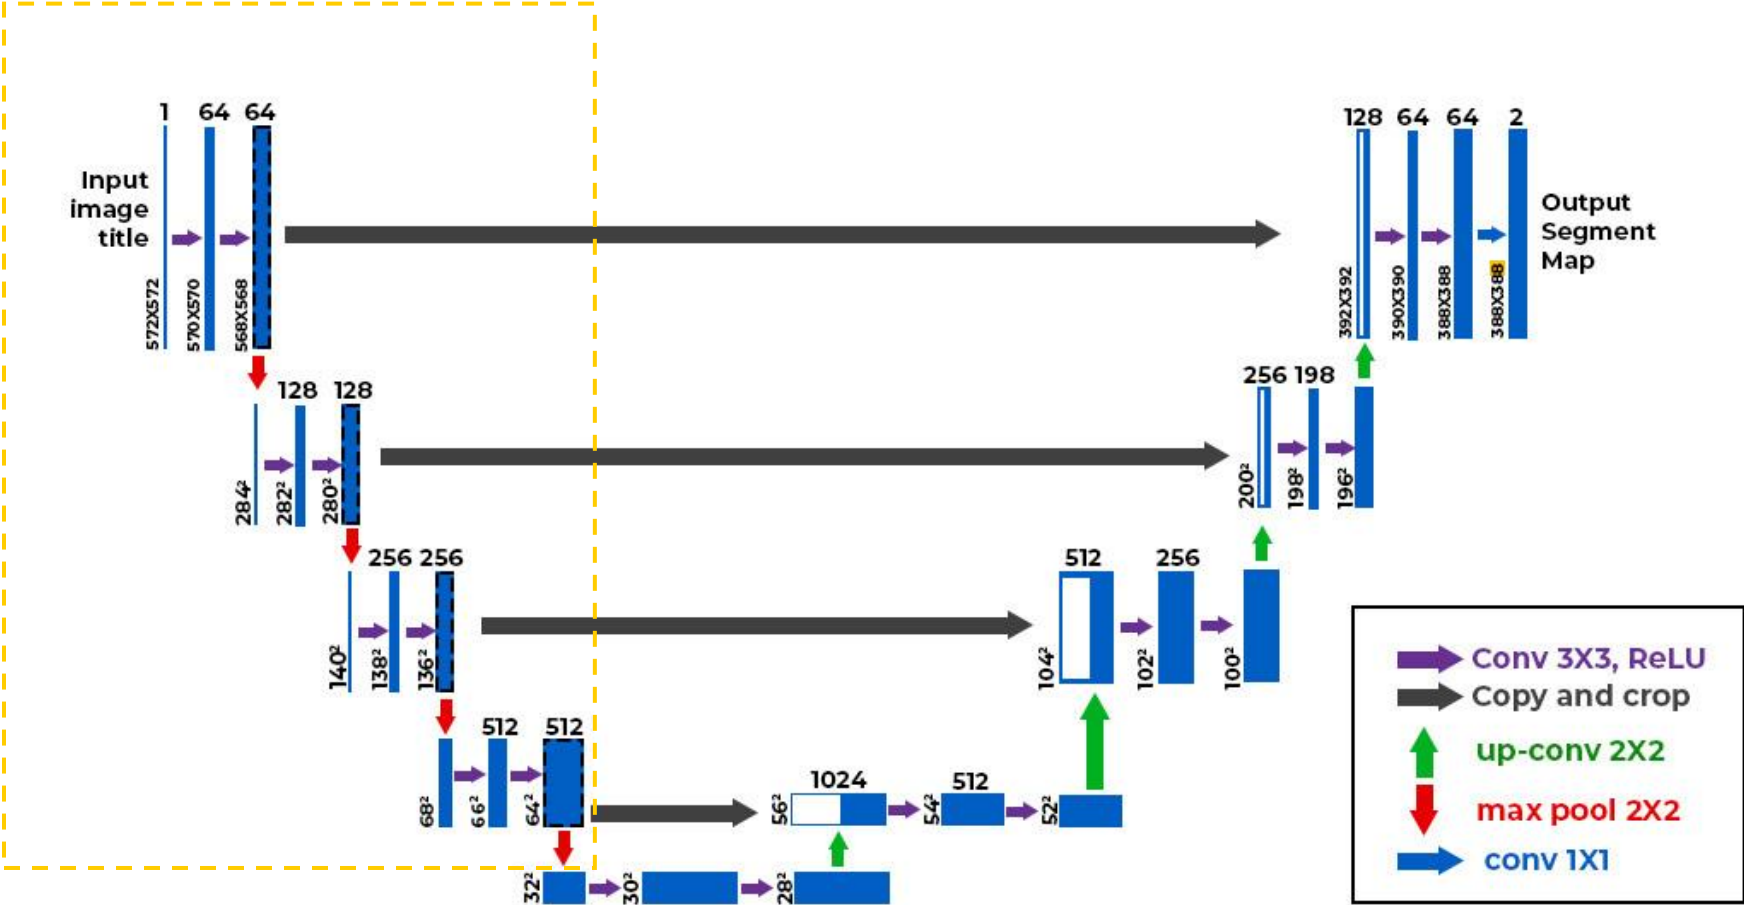 1 64 64
128 64 64 2
Input
image
title
572X572
570X570
568X568
392X392
390X390
388X388
388X388
Output
Segment
Map
128 128
256 198
284²
282²
280²
200²
198²
196²
256 256
512 256
140²
138²
136²
104²
102²
100²
512 512
1024 512
68²
66²
64²
56²
54²
52²
32²
30²
28²
Conv 3X3, ReLU
Copy and crop
up-conv 2X2
max pool 2X2
conv 1X1